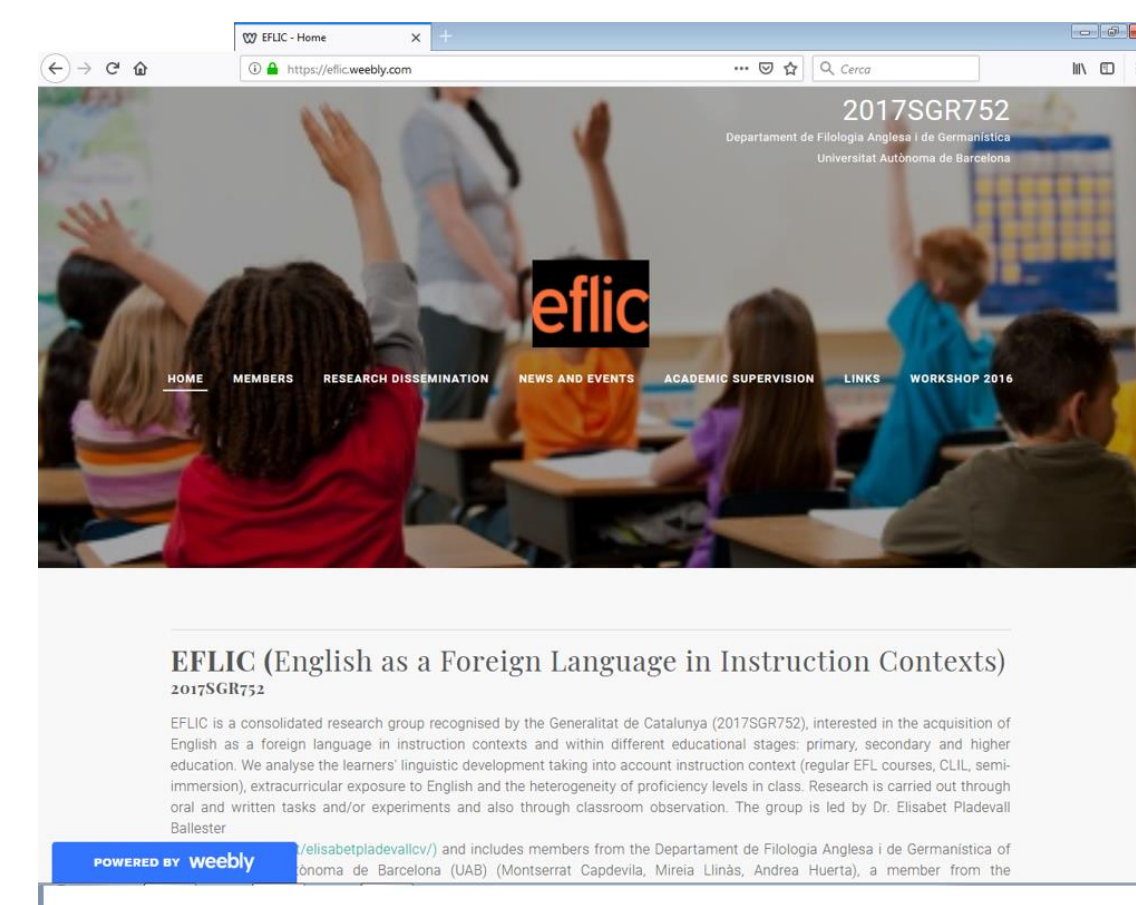 EFLIC - Home
https://eflic.weebly.com
Cerca
2017SGR752
Departament de Filologia Anglesa i de Germanística
Universitat Autònoma de Barcelona
eflic
HOME MEMBERS RESEARCH DISSEMINATION NEWS AND EVENTS ACADEMIC SUPERVISION LINKS WORKSHOP 2016
EFLIC (English as a Foreign Language in Instruction Contexts)
2017SGR752
EFLIC is a consolidated research group recognised by the Generalitat de Catalunya (2017SGR752), interested in the acquisition of
English as a foreign language in instruction contexts and within different educational stages: primary, secondary and higher
education. We analyse the learners' linguistic development taking into account instruction context (regular EFL courses, CLIL, semi-
immersion), extracurricular exposure to English and the heterogeneity of proficiency levels in class. Research is carried out through
oral and written tasks and/or experiments and also through classroom observation. The group is led by Dr. Elisabet Pladevall
Ballester
/elisabetpladevallcv/) and includes members from the Departament de Filologia Anglesa i de Germanística of
de Barcelona (UAB) (Montserrat Capdevila, Mireia Llinàs, Andrea Huerta), a member from the
POWERED BY weebly